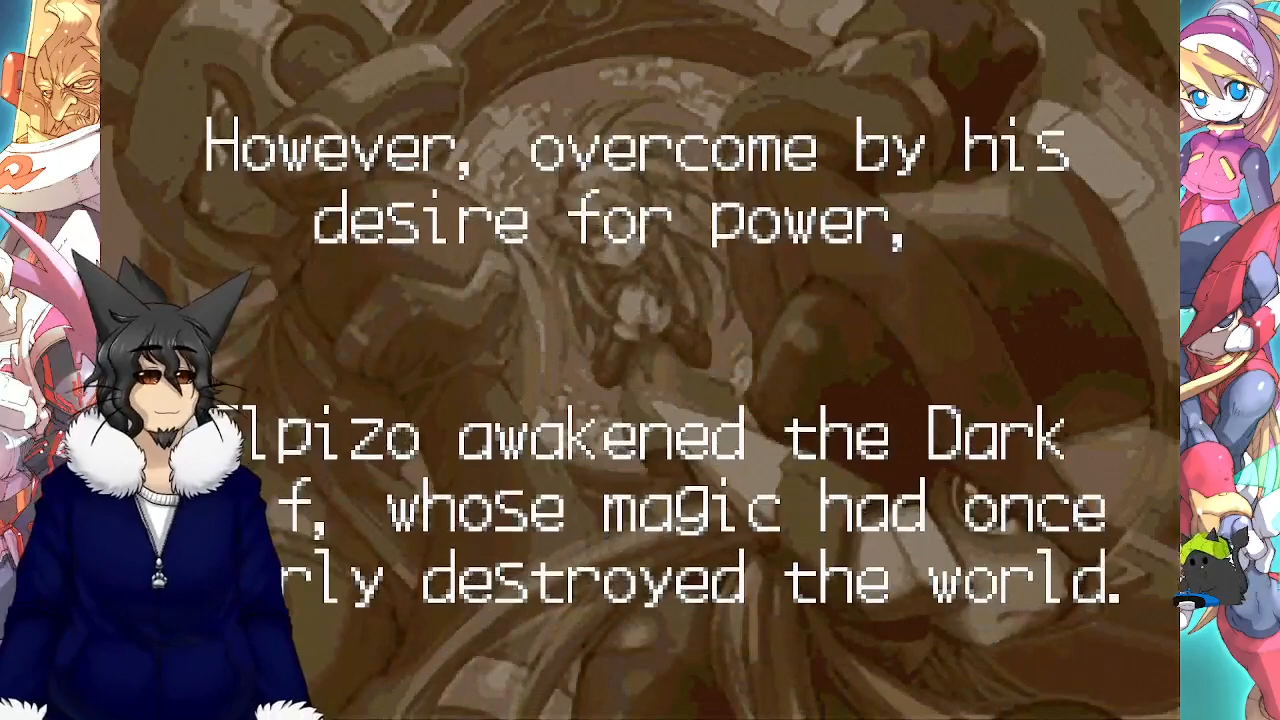 However, overcome by his
desire for power,
lpizo awakened the Dark
f, whose magic had once
rly destroyed the world.